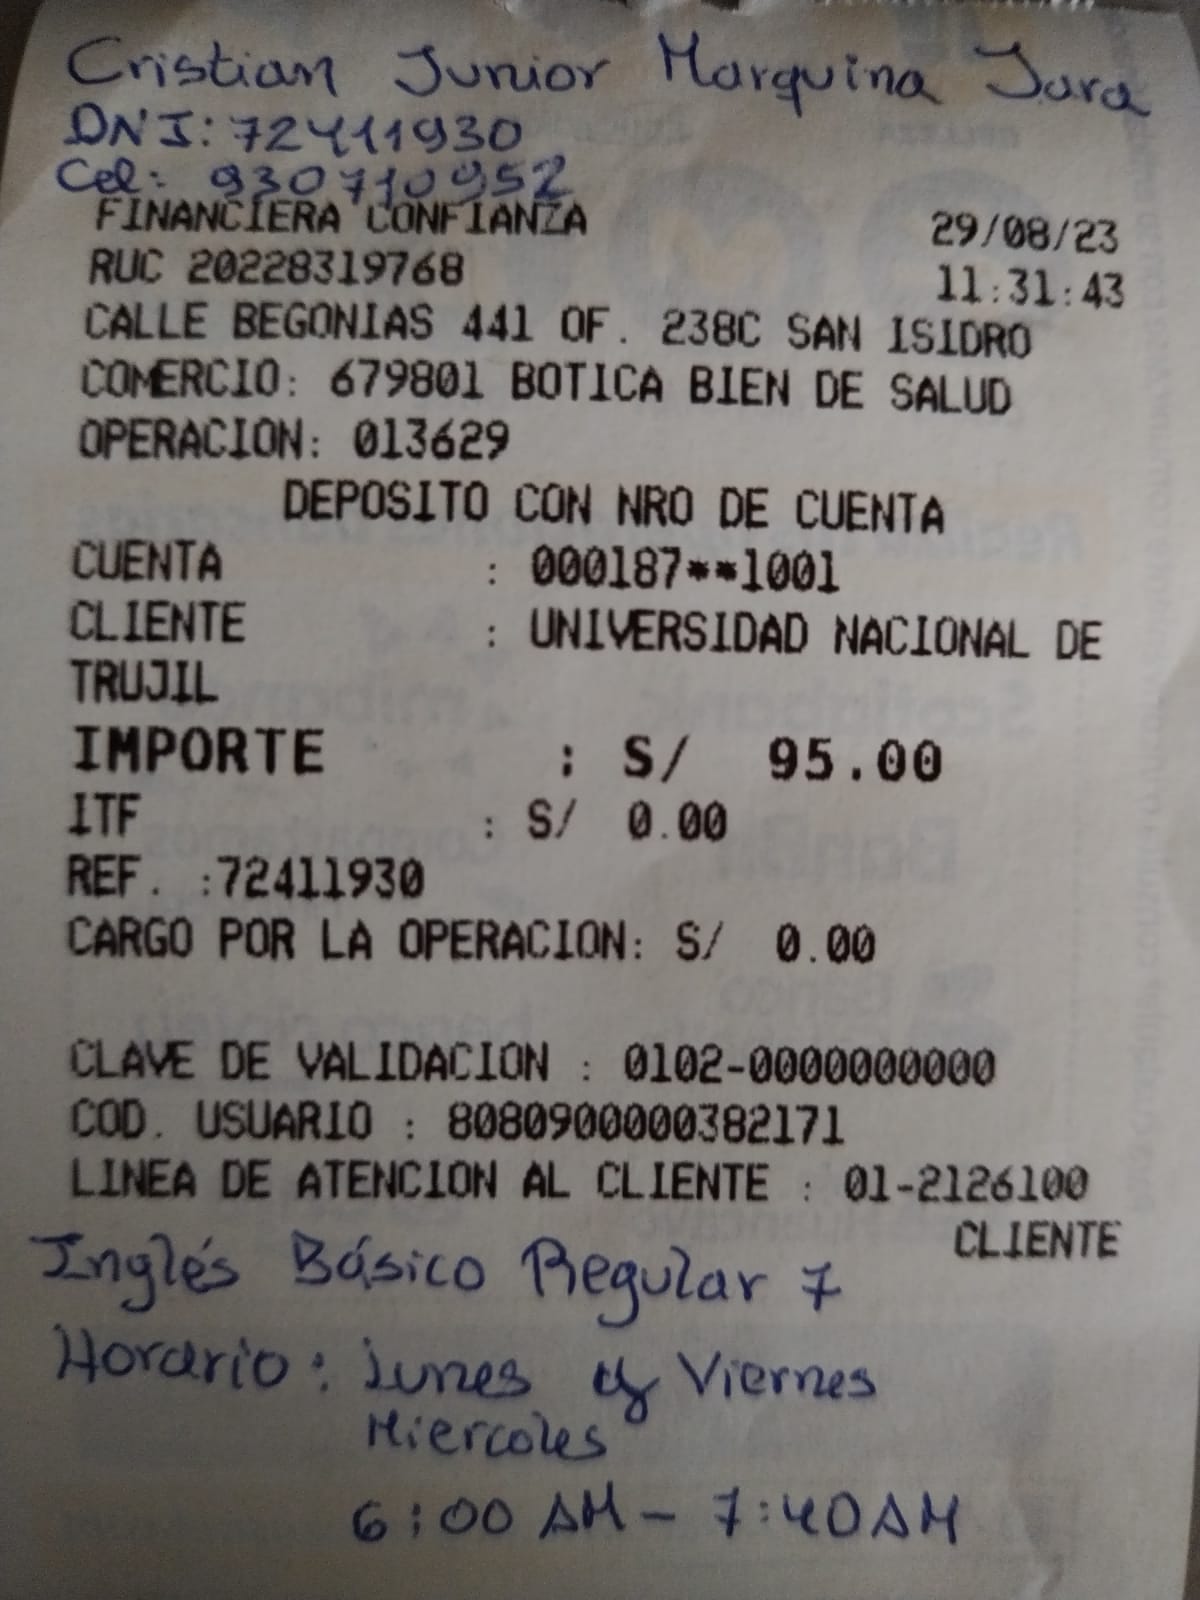 Cristian Junior Marquina Jara
DNI: 72411930
Cel: 930710952
FINANCIERA CONFIANZA 29/08/23
RUC 20228319768 11:31:43
CALLE BEGONIAS 441 OF. 238C SAN ISIDRO
COMERCIO: 679801 BOTICA BIEN DE SALUD
OPERACION: 013629
DEPOSITO CON NRO DE CUENTA
CUENTA : 000187**1001
CLIENTE : UNIVERSIDAD NACIONAL DE
TRUJIL
IMPORTE : S/ 95.00
ITF : S/ 0.00
REF. :72411930
CARGO POR LA OPERACION: S/ 0.00
CLAVE DE VALIDACION : 0102-0000000000
COD. USUARIO : 8080900000382171
LINEA DE ATENCION AL CLIENTE : 01-2126100
CLIENTE
Inglés Básico Regular 7
Horario: Lunes y Viernes
Miercoles
6:00 AM - 7:40AM